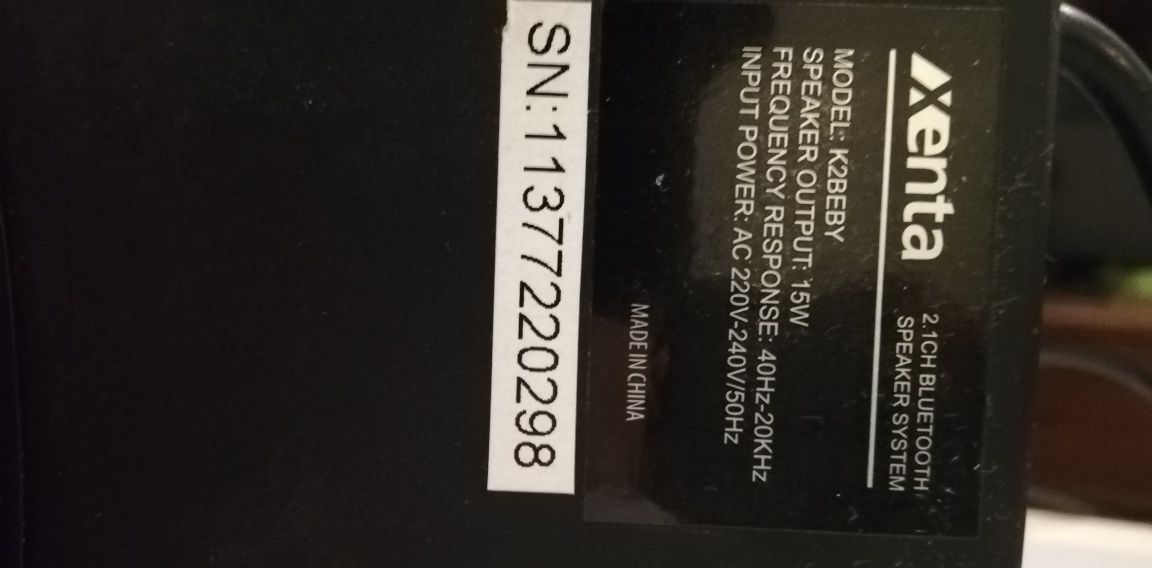 xenta
2.1CH BLUETOOTH
SPEAKER SYSTEM
MODEL: K2BEBY
SPEAKER OUTPUT: 15W
FREQUENCY RESPONSE: 40Hz-20KHz
INPUT POWER: AC 220V-240V/50Hz
MADE IN CHINA
SN:11377220298